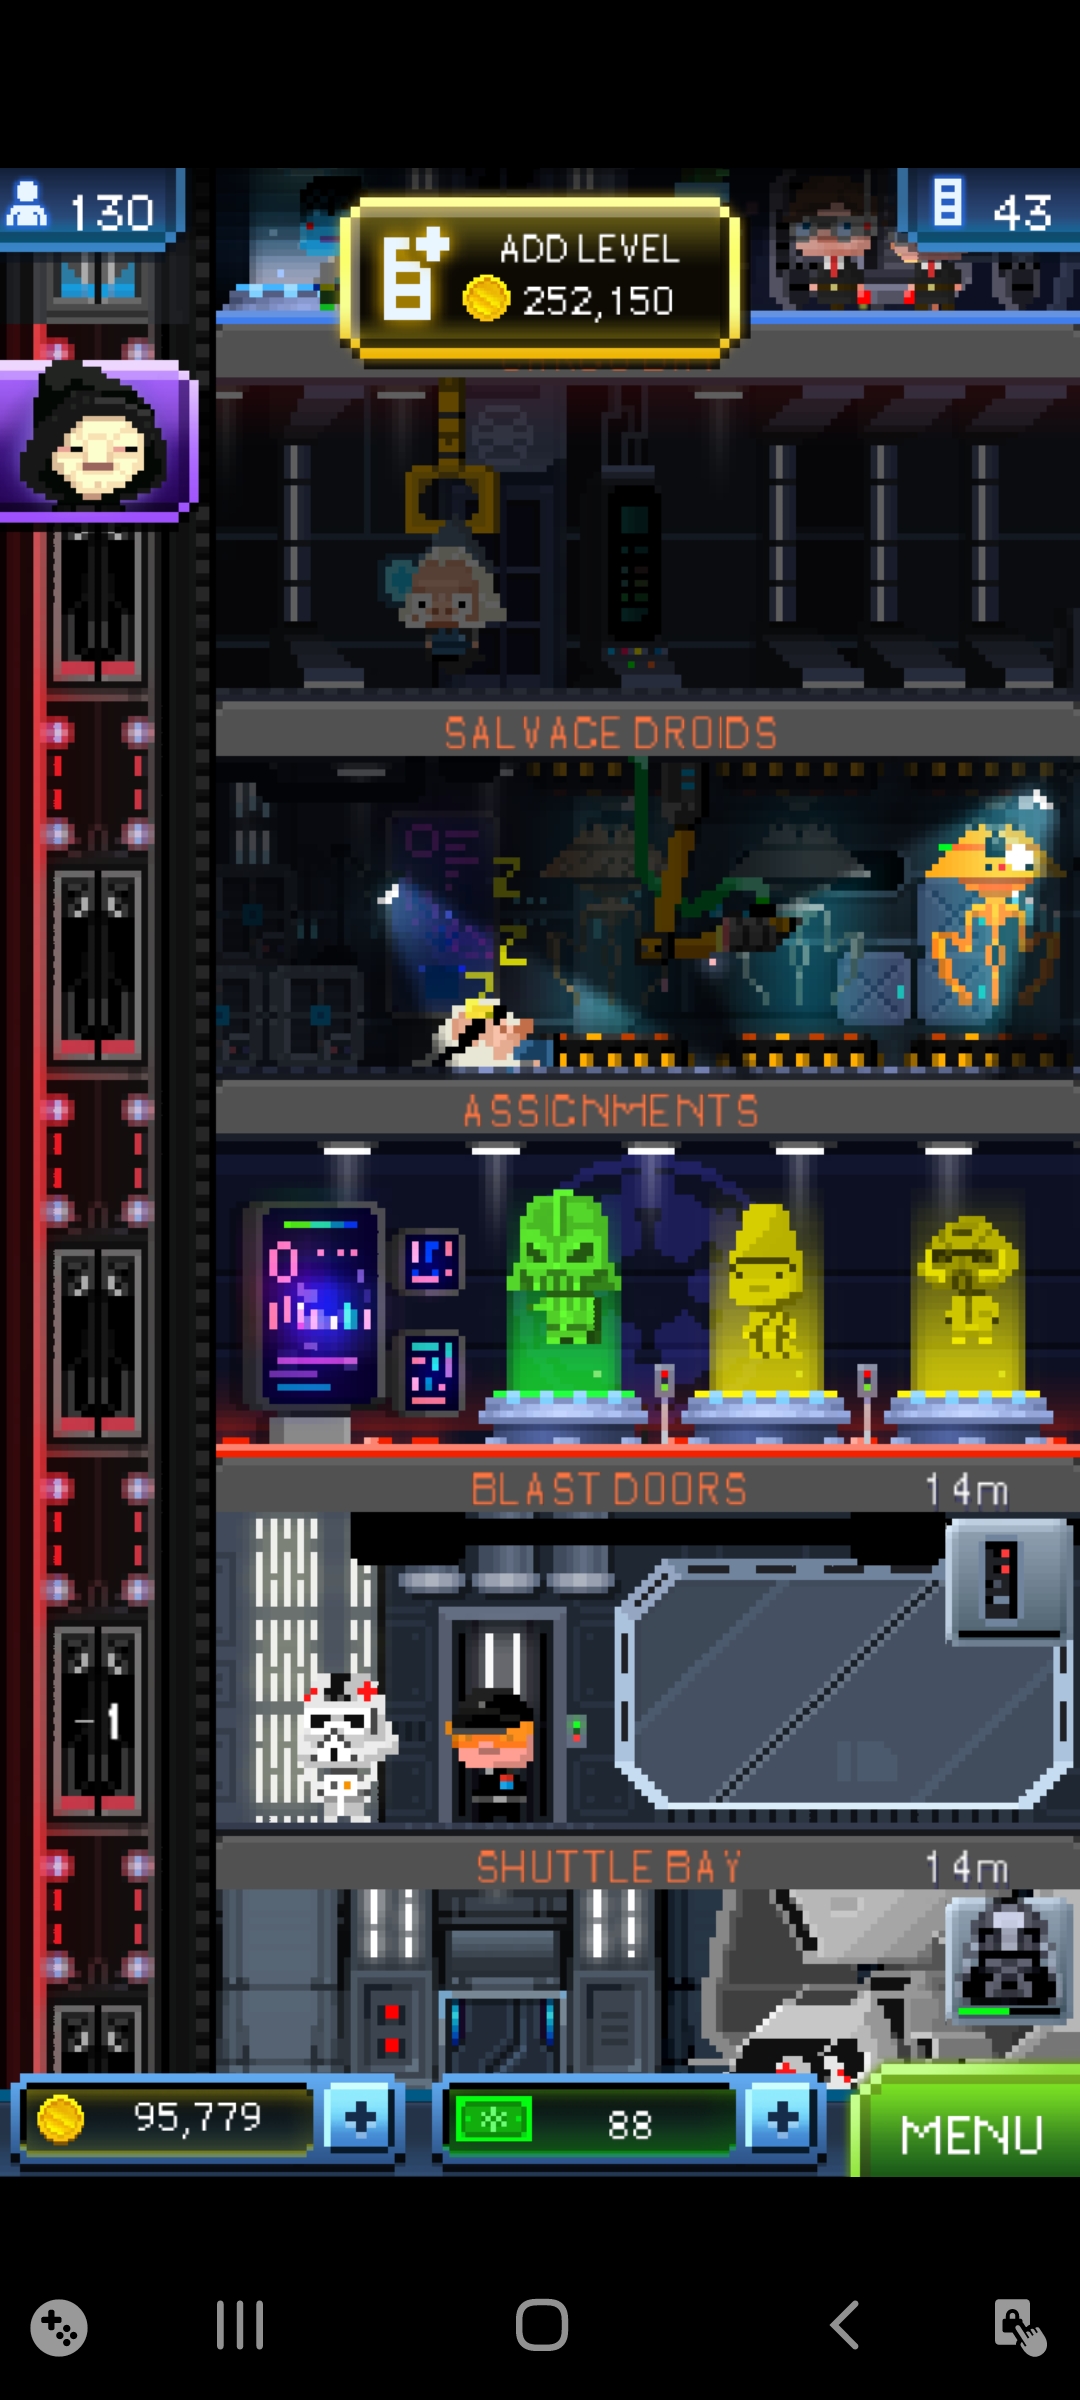 130
43
ADD LEVEL
252,150
SALVAGE DROIDS
Z
Z
Z
ASSIGNMENTS
BLAST DOORS 14m
-1
SHUTTLE BAY 14m
95,779
88
MENU